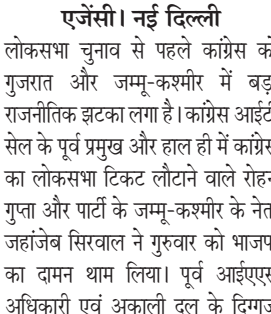 एजेंसी। नई दिल्ली
लोकसभा चुनाव से पहले कांग्रेस को
गुजरात और जम्मू-कश्मीर में बड़
राजनीतिक झटका लगा है। कांग्रेस आईट
सेल के पूर्व प्रमुख और हाल ही में कांग्रेस
का लोकसभा टिकट लौटाने वाले रोहन
गुप्ता और पार्टी के जम्मू-कश्मीर के नेत
जहांजेब सिरवाल ने गुरुवार को भाजप
का दामन थाम लिया। पूर्व आईएएस
अधिकारी एवं अकाली दल के दिग्गज